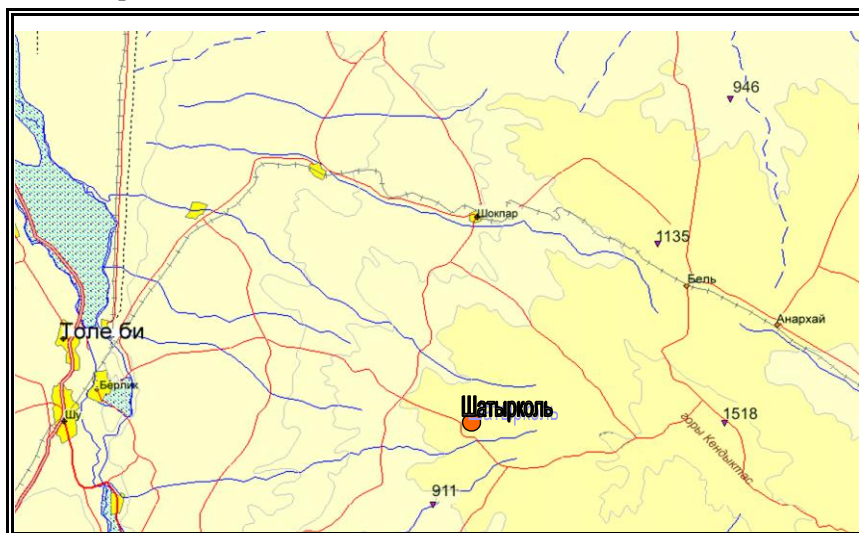 946
Шокпар
1135
Бель
Анархай
Толе би
Берлик
Шатырколь
Шу
1518
горы Кендыктас
911